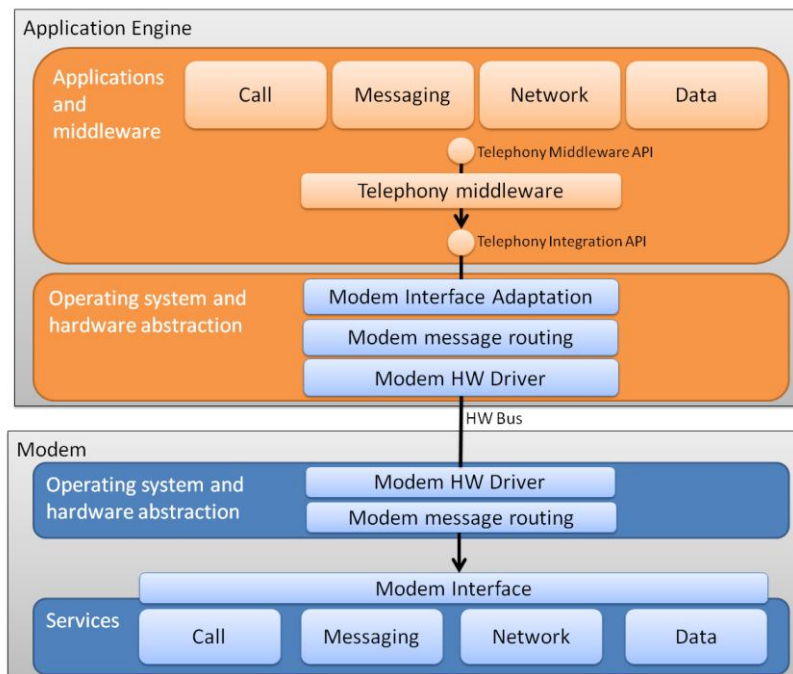 Application Engine
Applications
and
middleware
Call
Messaging
Network
Data
Telephony Middleware API
Telephony middleware
Telephony Integration API
Operating system and
hardware abstraction
Modem Interface Adaptation
Modem message routing
Modem HW Driver
HW Bus
Modem
Operating system and
hardware abstraction
Modem HW Driver
Modem message routing
Modem Interface
Services
Call
Messaging
Network
Data